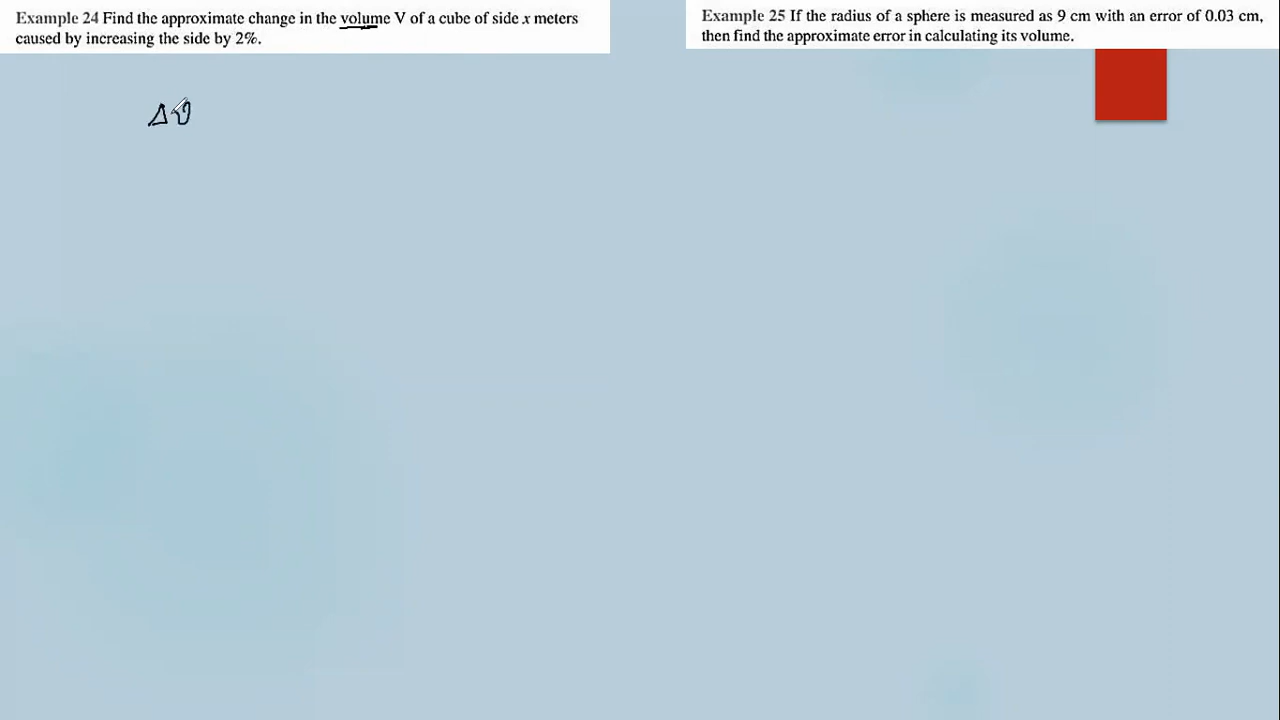 Example 24 Find the approximate change in the volume V of a cube of side x meters
caused by increasing the side by 2%.
Example 25 If the radius of a sphere is measured as 9 cm with an error of 0.03 cm,
then find the approximate error in calculating its volume.
Δv